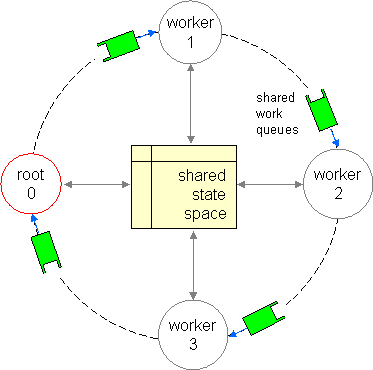 worker
1
shared
work
queues
root
0
shared
state
space
worker
2
worker
3